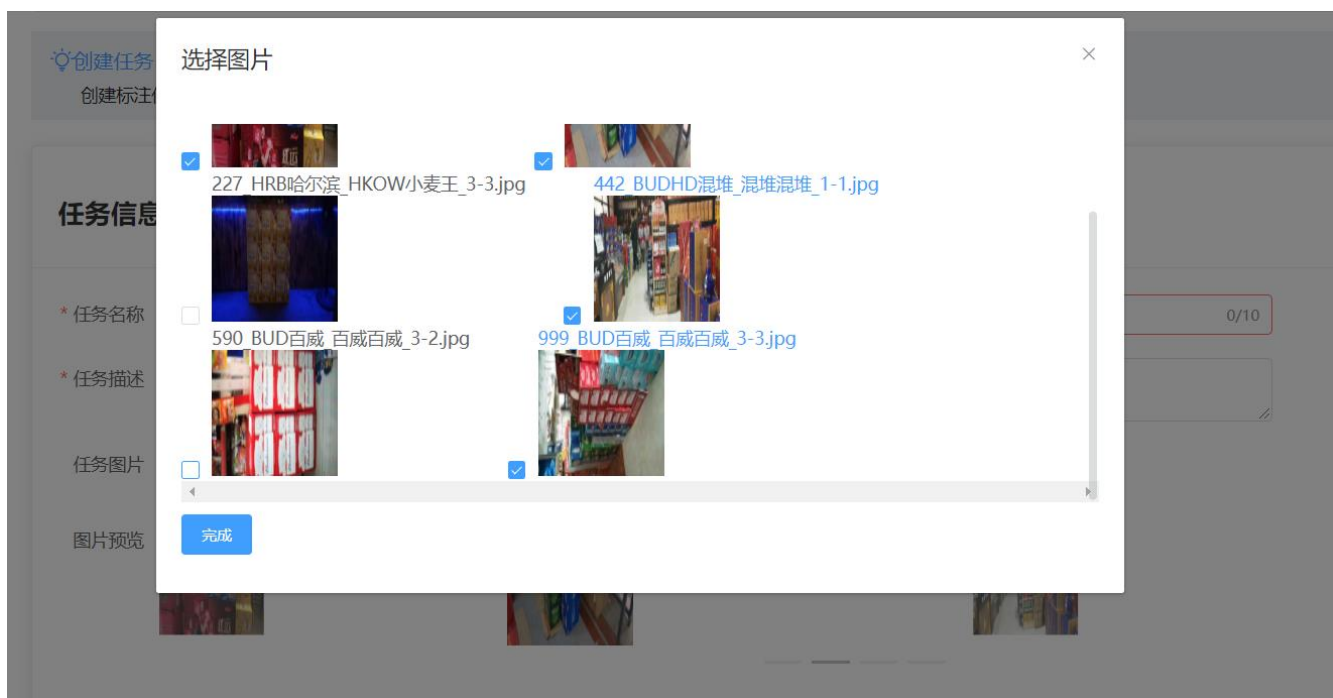 选择图片
创建任务
创建标注
227_HRB哈尔滨_HKOW小麦王_3-3.jpg
442_BUDHD混堆_混堆混堆_1-1.jpg
任务信息
* 任务名称
0/10
590_BUD百威_百威百威_3-2.jpg
999_BUD百威_百威百威_3-3.jpg
* 任务描述
任务图片
图片预览
完成